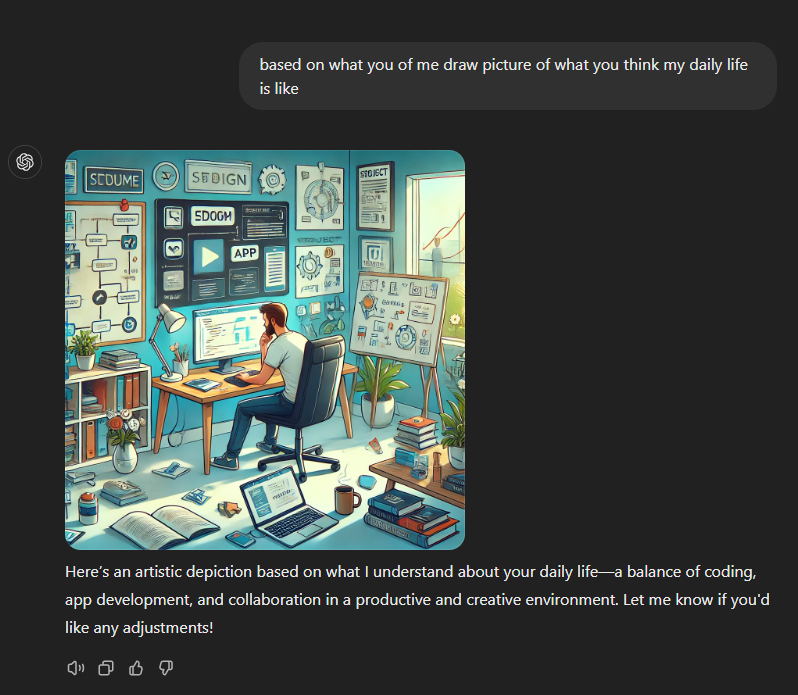 based on what you of me draw picture of what you think my daily life
is like
SEDUME
SEDIGN
SDOGM
APP
Here's an artistic depiction based on what I understand about your daily life—a balance of coding,
app development, and collaboration in a productive and creative environment. Let me know if you'd
like any adjustments!